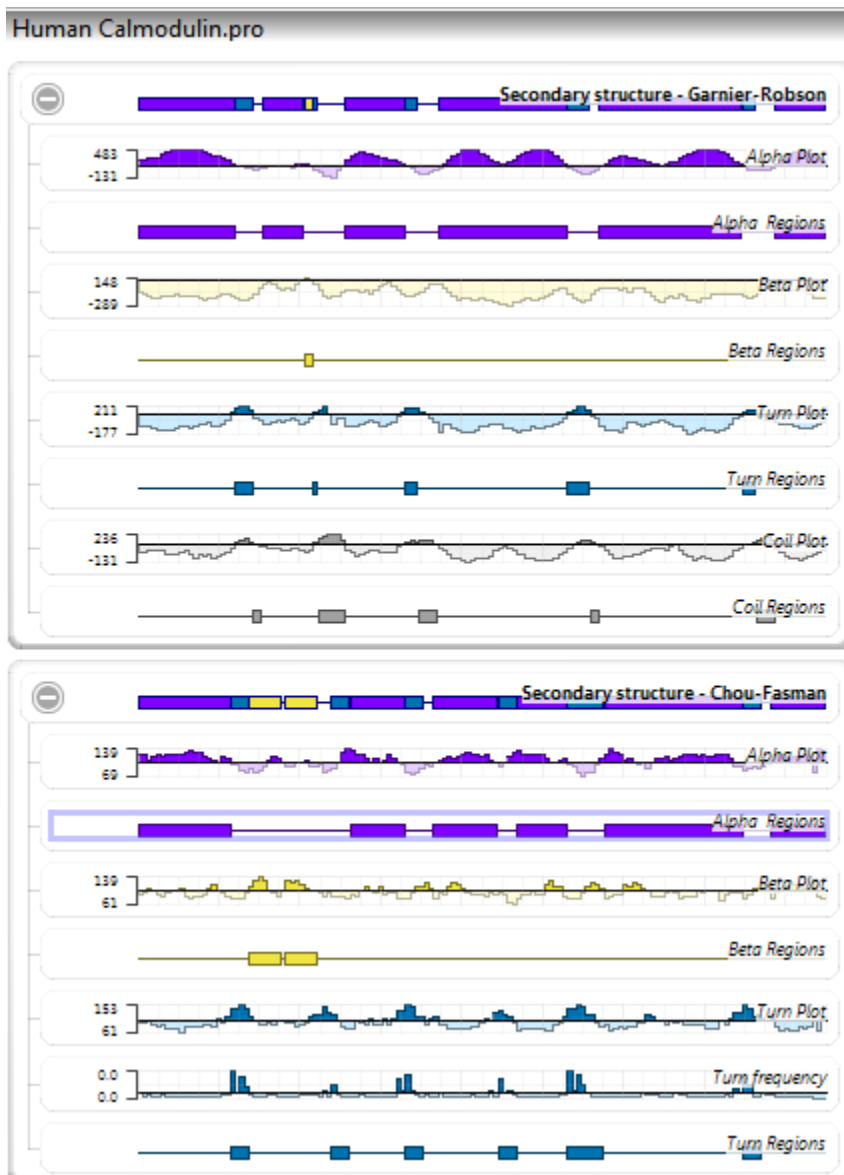 Human Calmodulin.pro
Secondary structure - Garnier-Robson
483
-131
Alpha Plot
Alpha Regions
148
-289
Beta Plot
Beta Regions
211
-177
Turn Plot
Turn Regions
236
-131
Coil Plot
Coil Regions
Secondary structure - Chou-Fasman
139
69
Alpha Plot
Alpha Regions
139
61
Beta Plot
Beta Regions
153
61
Turn Plot
0.0
0.0
Turn frequency
Turn Regions